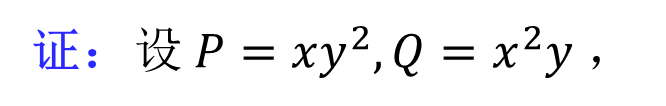 证：设 P = xy², Q = x²y，